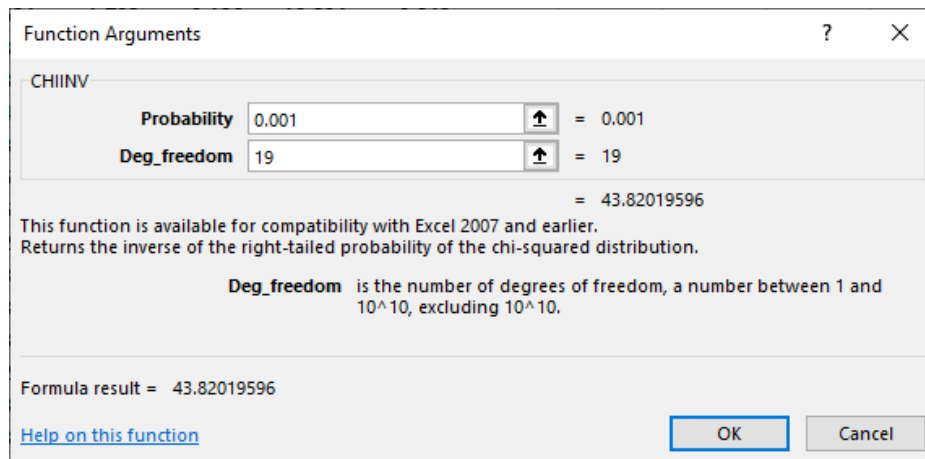 Function Arguments ? ×
CHIINV
Probability 0.001 = 0.001
Deg_freedom 19 = 19
= 43.82019596
This function is available for compatibility with Excel 2007 and earlier.
Returns the inverse of the right-tailed probability of the chi-squared distribution.
Deg_freedom is the number of degrees of freedom, a number between 1 and
10^10, excluding 10^10.
Formula result = 43.82019596
Help on this function OK Cancel